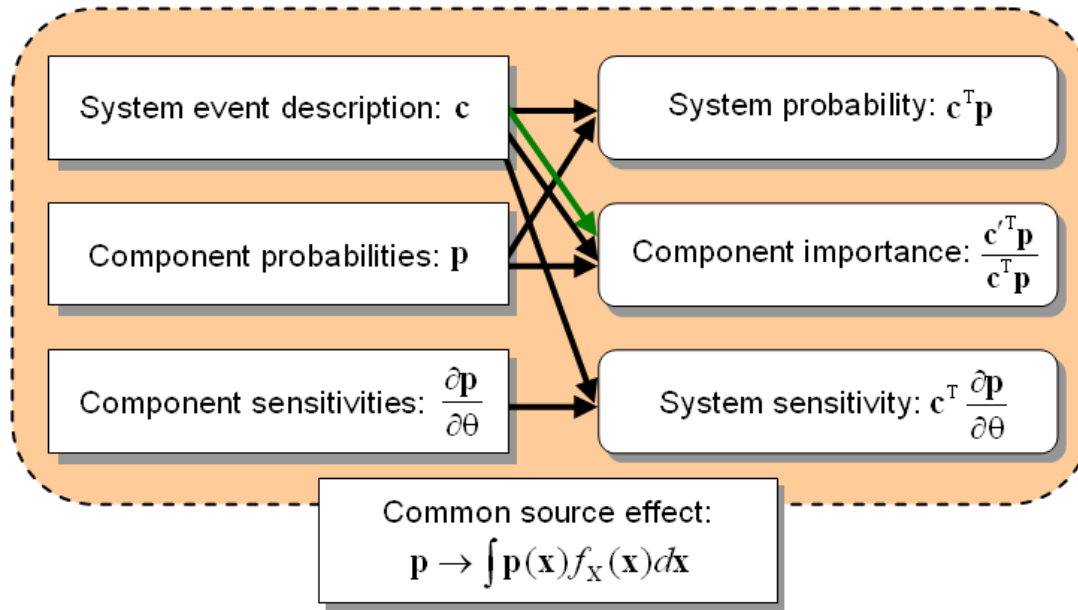 System event description: c
System probability: cᵀp
Component probabilities: p
Component importance: c′ᵀp / cᵀp
Component sensitivities: ∂p/∂θ
System sensitivity: cᵀ ∂p/∂θ
Common source effect:
p → ∫p(x)f_X(x)dx